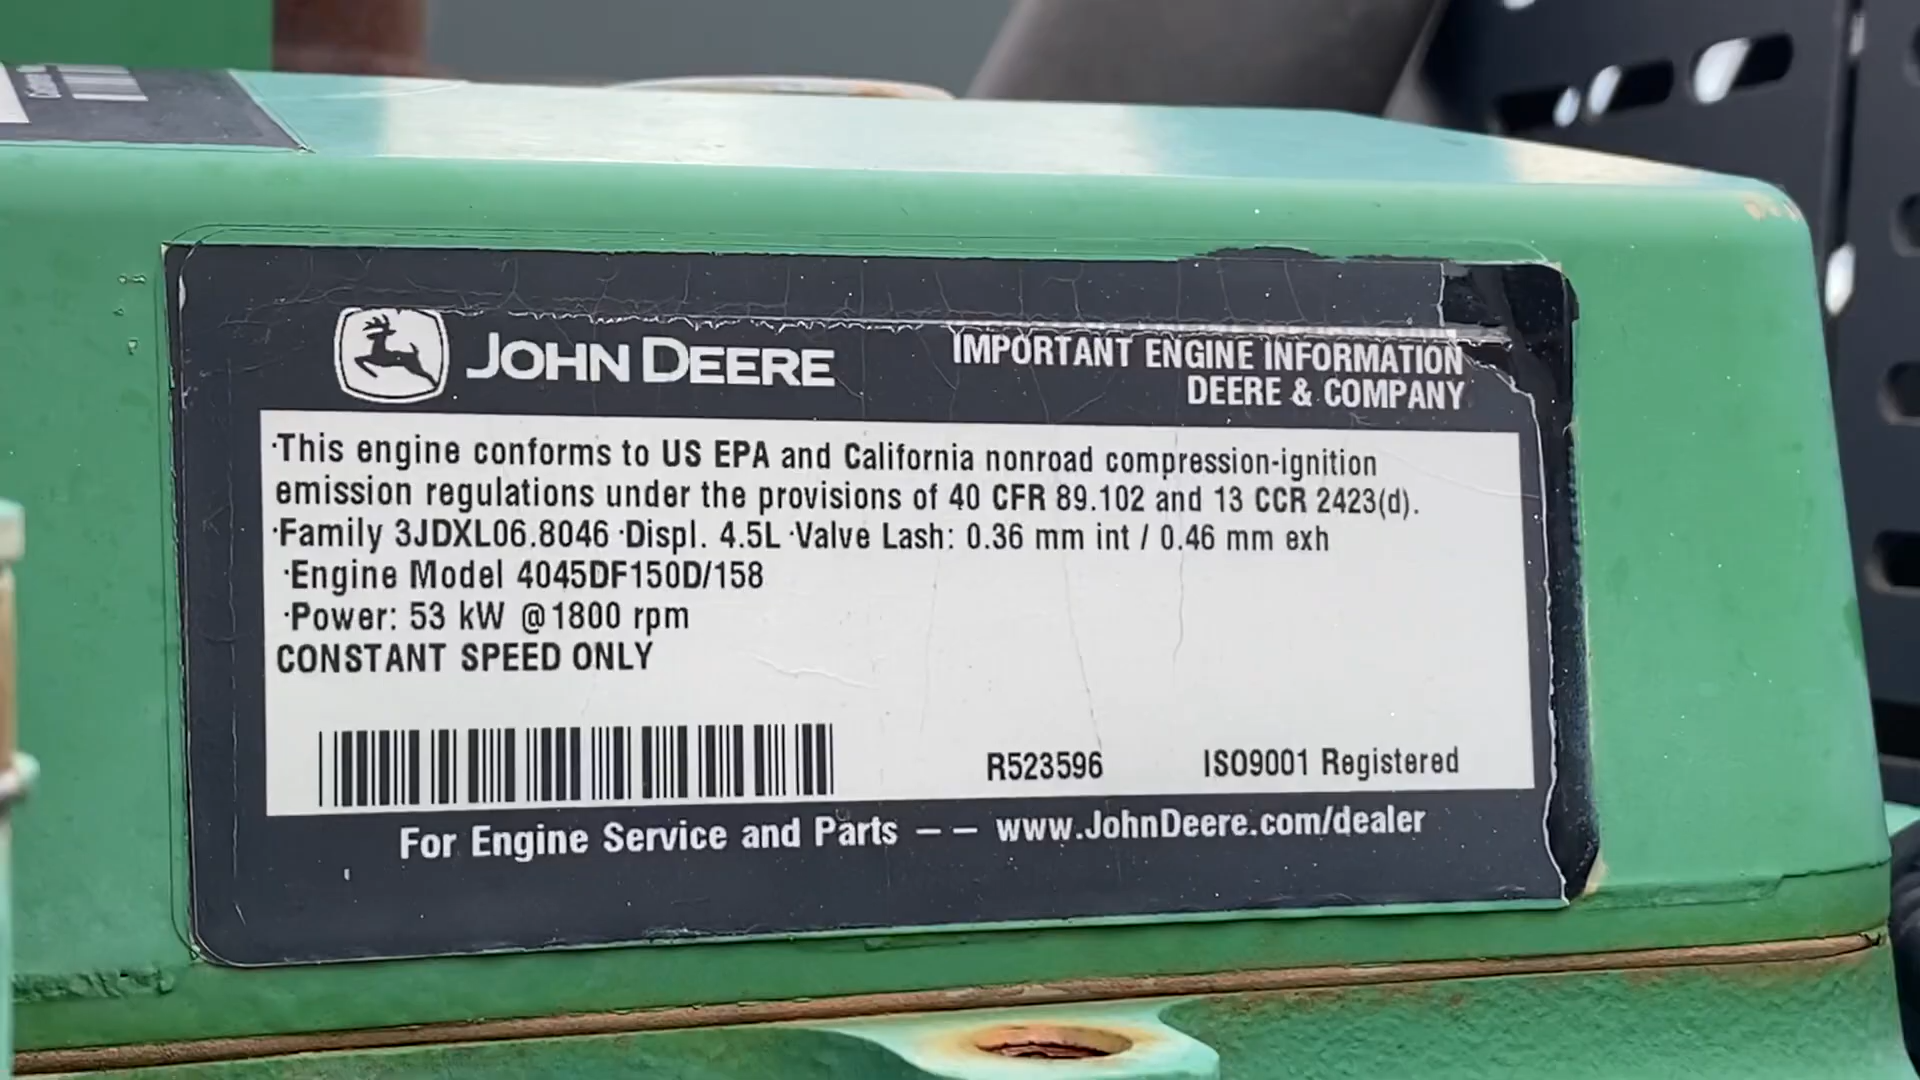 JOHN DEERE
IMPORTANT ENGINE INFORMATION
DEERE & COMPANY
·This engine conforms to US EPA and California nonroad compression-ignition
emission regulations under the provisions of 40 CFR 89.102 and 13 CCR 2423(d).
·Family 3JDXL06.8046 ·Displ. 4.5L ·Valve Lash: 0.36 mm int / 0.46 mm exh
·Engine Model 4045DF150D/158
·Power: 53 kW @1800 rpm
CONSTANT SPEED ONLY
R523596 ISO9001 Registered
For Engine Service and Parts – – www.JohnDeere.com/dealer